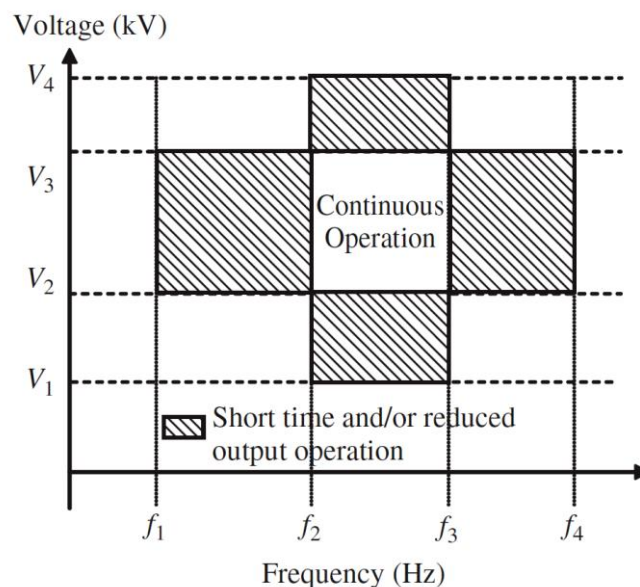 Voltage (kV)
V4
V3
Continuous
Operation
V2
V1
Short time and/or reduced
output operation
f1 f2 f3 f4
Frequency (Hz)